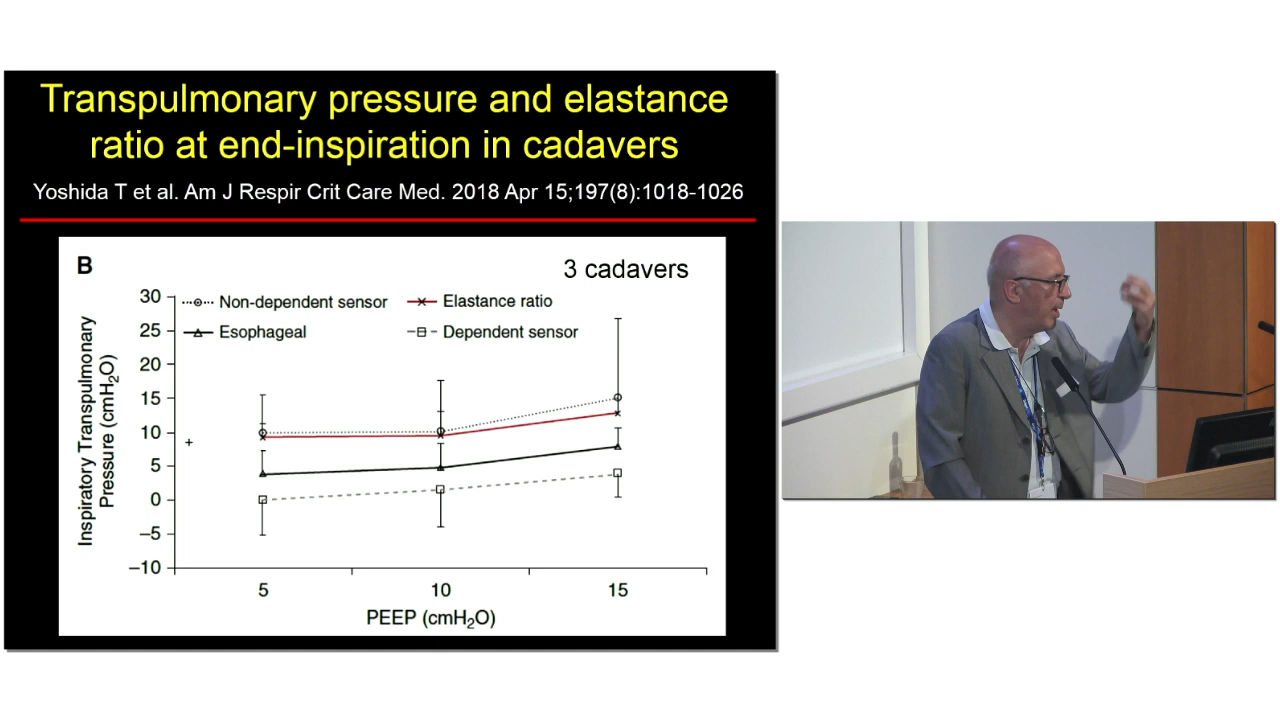 Transpulmonary pressure and elastance
ratio at end-inspiration in cadavers
Yoshida T et al. Am J Respir Crit Care Med. 2018 Apr 15;197(8):1018-1026
B
3 cadavers
Non-dependent sensor
Elastance ratio
Esophageal
Dependent sensor
Inspiratory Transpulmonary
Pressure (cmH₂O)
30
25
20
15
10
5
0
–5
–10
5 10 15
PEEP (cmH₂O)